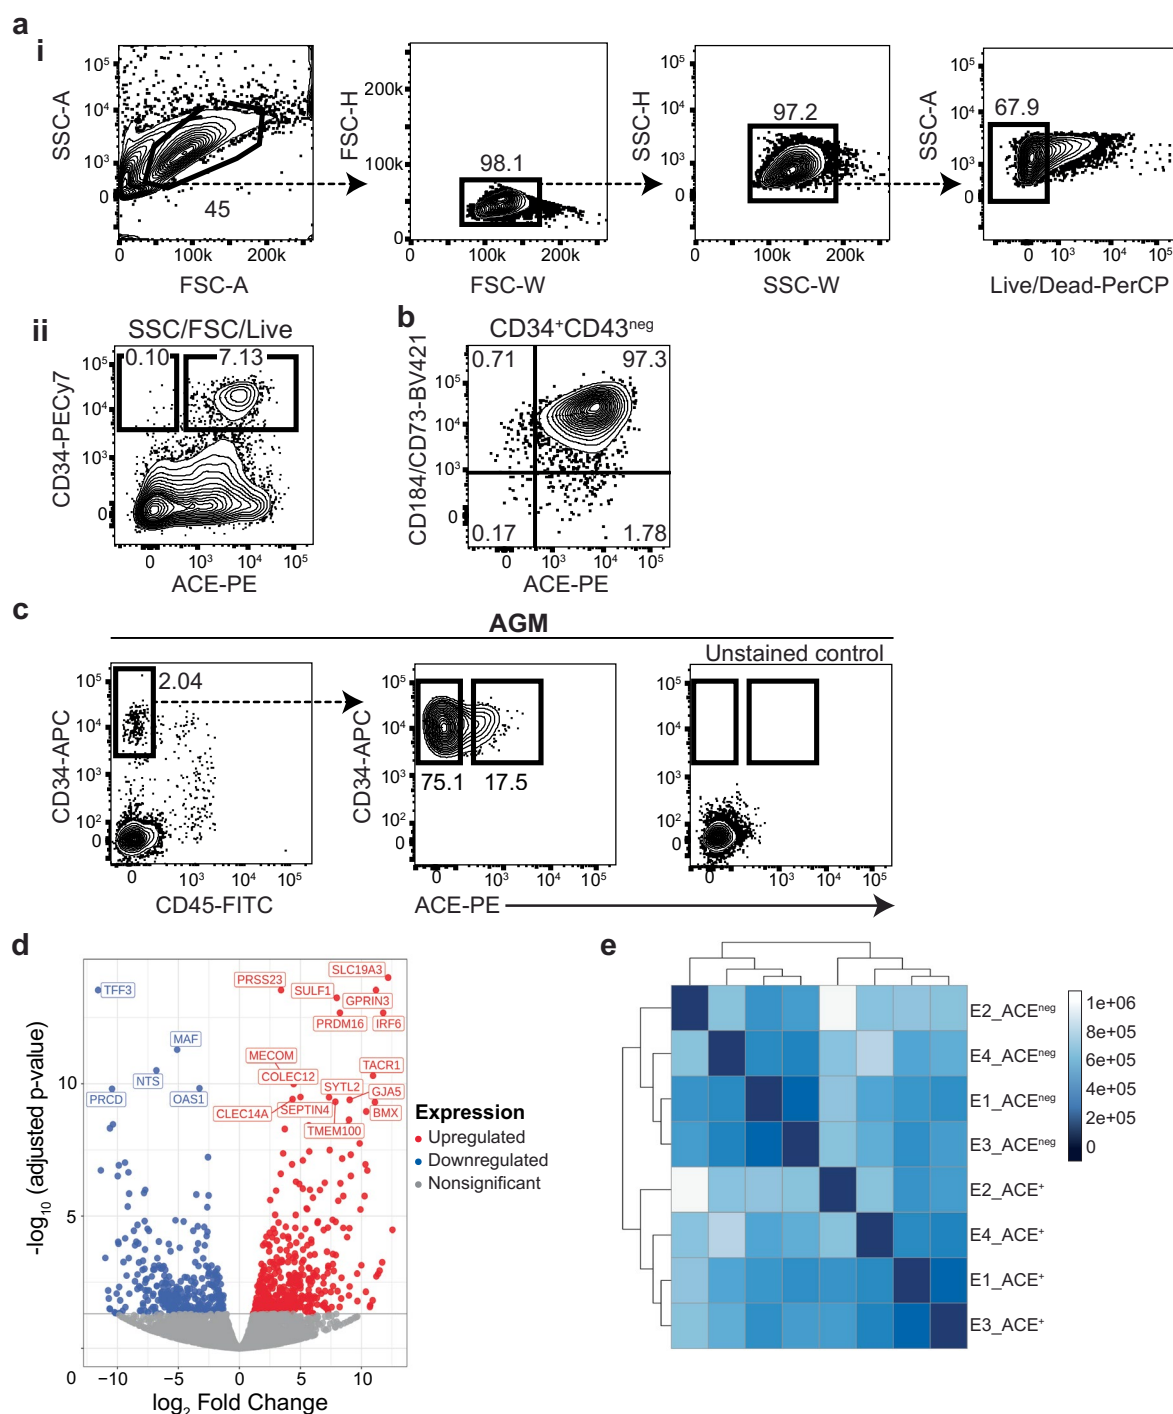 a
i
SSC-A
10⁵
10⁴
10³
0
45
0 100k 200k
FSC-A
FSC-H
200k
100k
0
98.1
0 100k 200k
FSC-W
SSC-H
10⁵
10⁴
10³
0
97.2
100k 200k
SSC-W
SSC-A
10⁵
10⁴
10³
0
67.9
0 10³ 10⁴ 10⁵
Live/Dead-PerCP
ii
SSC/FSC/Live
CD34-PECy7
10⁵
10⁴
10³
0
0.10 7.13
0 10³ 10⁴ 10⁵
ACE-PE
b
CD34⁺CD43ⁿᵉᵍ
CD184/CD73-BV421
10⁵
10⁴
10³
0
0.71 97.3
0.17 1.78
0 10³ 10⁴ 10⁵
ACE-PE
c
AGM
CD34-APC
10⁵
10⁴
10³
10²
0
2.04
0 10³ 10⁴ 10⁵
CD45-FITC
CD34-APC
10⁵
10⁴
10³
10²
0
75.1 17.5
0 10³ 10⁴ 10⁵
ACE-PE
Unstained control
10⁵
10⁴
10³
10²
0
0 10³ 10⁴ 10⁵
d
-log₁₀ (adjusted p-value)
10
5
0
−10 −5 0 5 10
log₂ Fold Change
TFF3
MAF
NTS
PRCD
OAS1
PRSS23
SLC19A3
SULF1
GPRIN3
PRDM16
IRF6
MECOM
TACR1
COLEC12
SYTL2
GJA5
CLEC14A
SEPTIN4
BMX
TMEM100
Expression
Upregulated
Downregulated
Nonsignificant
e
E2_ACEⁿᵉᵍ
E4_ACEⁿᵉᵍ
E1_ACEⁿᵉᵍ
E3_ACEⁿᵉᵍ
E2_ACE⁺
E4_ACE⁺
E1_ACE⁺
E3_ACE⁺
1e+06
8e+05
6e+05
4e+05
2e+05
0